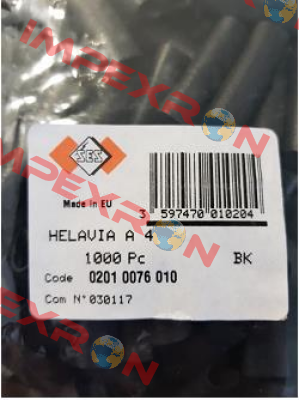 IMPEXRON
SES
Made in EU
3 597470 010204
HELAVIA A 4
1000 Pc BK
Code 0201 0076 010
Com N°030117
IMPEXRON